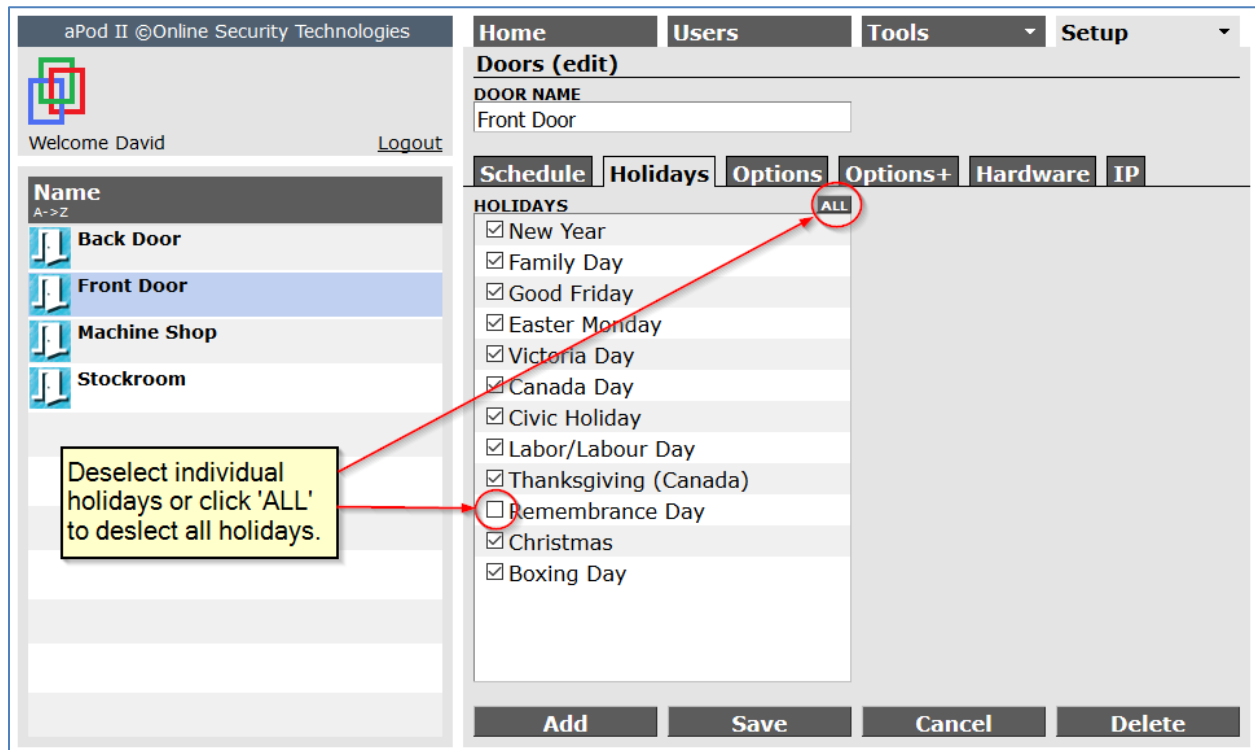 aPod II ©Online Security Technologies
Welcome David
Logout
Name
A->Z
Back Door
Front Door
Machine Shop
Stockroom
Deselect individual
holidays or click 'ALL'
to deslect all holidays.
Home
Users
Tools
Setup
Doors (edit)
DOOR NAME
Front Door
Schedule
Holidays
Options
Options+
Hardware
IP
HOLIDAYS
ALL
New Year
Family Day
Good Friday
Easter Monday
Victoria Day
Canada Day
Civic Holiday
Labor/Labour Day
Thanksgiving (Canada)
Remembrance Day
Christmas
Boxing Day
Add
Save
Cancel
Delete